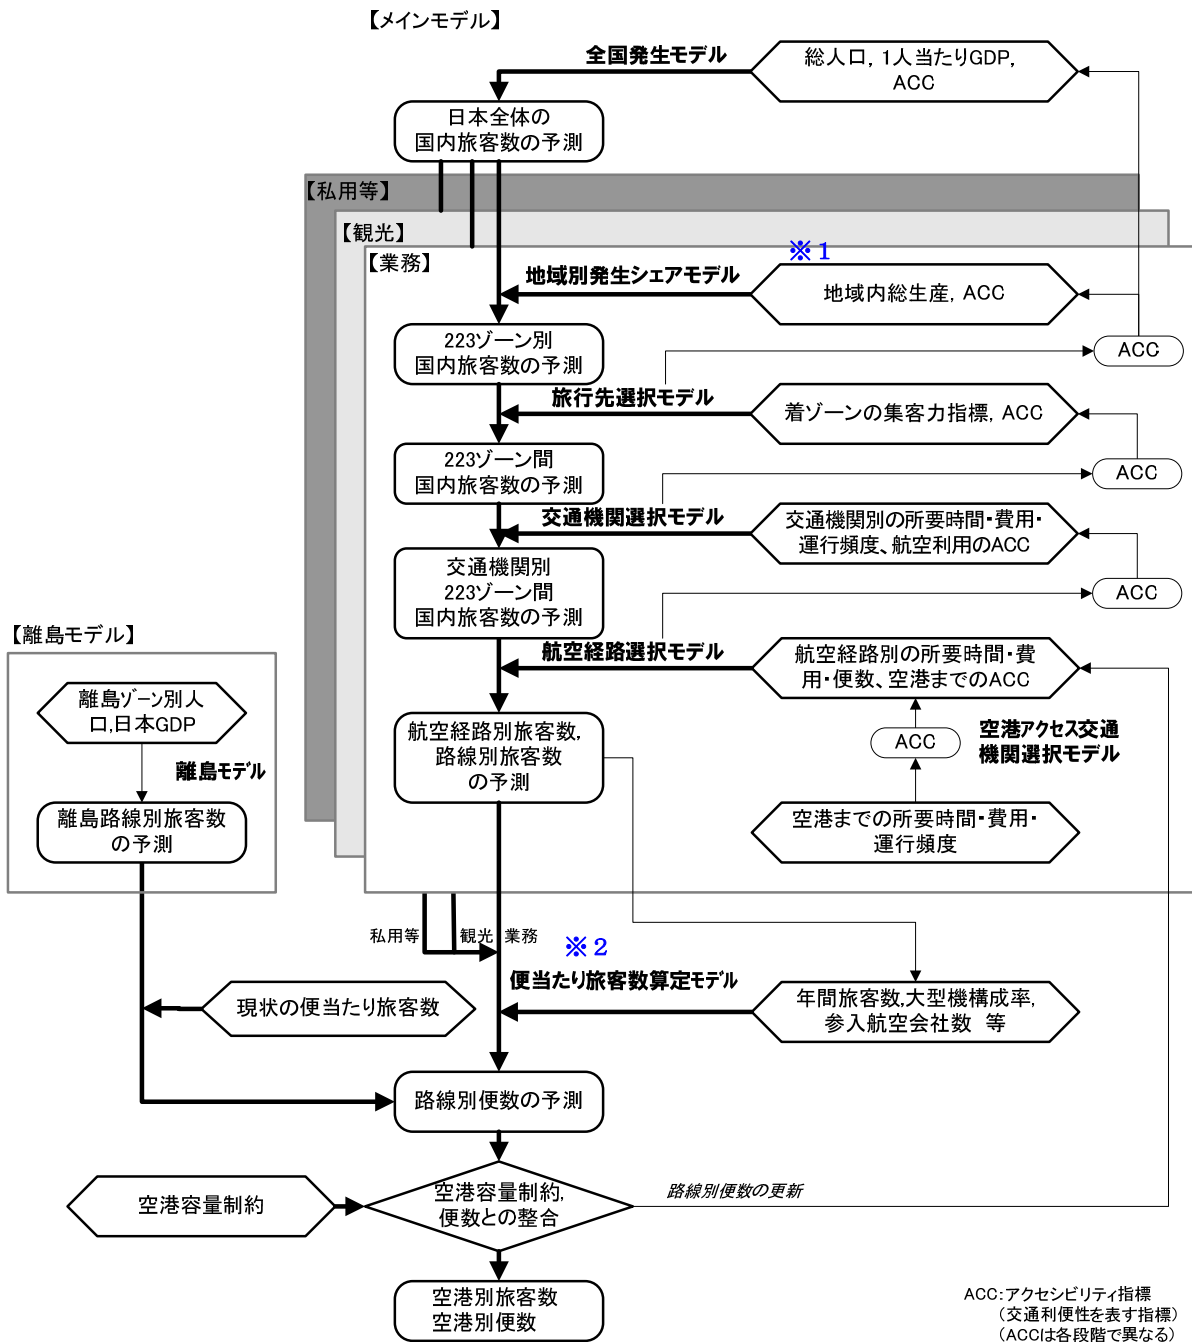 【メインモデル】
全国発生モデル
総人口, 1人当たりGDP,
ACC
日本全体の
国内旅客数の予測
【私用等】
【観光】
【業務】
※1
地域別発生シェアモデル
地域内総生産, ACC
223ゾーン別
国内旅客数の予測
ACC
旅行先選択モデル
着ゾーンの集客力指標, ACC
223ゾーン間
国内旅客数の予測
ACC
交通機関選択モデル
交通機関別の所要時間・費用・
運行頻度、航空利用のACC
交通機関別
223ゾーン間
国内旅客数の予測
ACC
【離島モデル】
航空経路選択モデル
航空経路別の所要時間・費
用・便数、空港までのACC
離島ゾーン別人
口,日本GDP
離島モデル
航空経路別旅客数,
路線別旅客数
の予測
ACC
空港アクセス交通
機関選択モデル
離島路線別旅客数
の予測
空港までの所要時間・費用・
運行頻度
私用等
観光
業務
※2
便当たり旅客数算定モデル
現状の便当たり旅客数
年間旅客数,大型機構成率,
参入航空会社数 等
路線別便数の予測
空港容量制約
空港容量制約,
便数との整合
路線別便数の更新
空港別旅客数
空港別便数
ACC:アクセシビリティ指標
(交通利便性を表す指標)
(ACCは各段階で異なる)